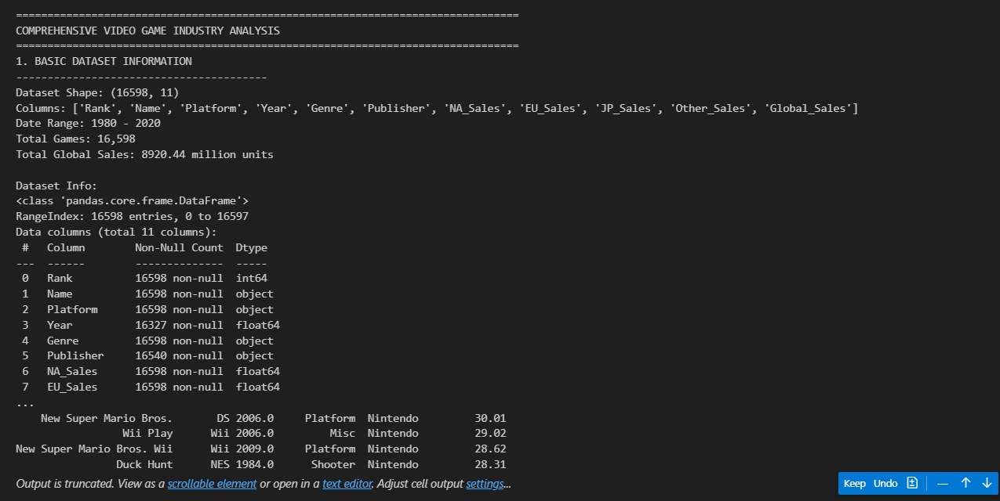 ================================================================================
COMPREHENSIVE VIDEO GAME INDUSTRY ANALYSIS
================================================================================
1. BASIC DATASET INFORMATION
----------------------------------------
Dataset Shape: (16598, 11)
Columns: ['Rank', 'Name', 'Platform', 'Year', 'Genre', 'Publisher', 'NA_Sales', 'EU_Sales', 'JP_Sales', 'Other_Sales', 'Global_Sales']
Date Range: 1980 - 2020
Total Games: 16,598
Total Global Sales: 8920.44 million units

Dataset Info:
<class 'pandas.core.frame.DataFrame'>
RangeIndex: 16598 entries, 0 to 16597
Data columns (total 11 columns):
 #   Column        Non-Null Count  Dtype
---  ------        --------------  -----
 0   Rank          16598 non-null  int64
 1   Name          16598 non-null  object
 2   Platform      16598 non-null  object
 3   Year          16327 non-null  float64
 4   Genre         16598 non-null  object
 5   Publisher     16540 non-null  object
 6   NA_Sales      16598 non-null  float64
 7   EU_Sales      16598 non-null  float64
...
    New Super Mario Bros.       DS 2006.0     Platform  Nintendo         30.01
                 Wii Play      Wii 2006.0         Misc  Nintendo         29.02
New Super Mario Bros. Wii      Wii 2009.0     Platform  Nintendo         28.62
                Duck Hunt      NES 1984.0      Shooter  Nintendo         28.31
Output is truncated. View as a scrollable element or open in a text editor. Adjust cell output settings...
Keep Undo